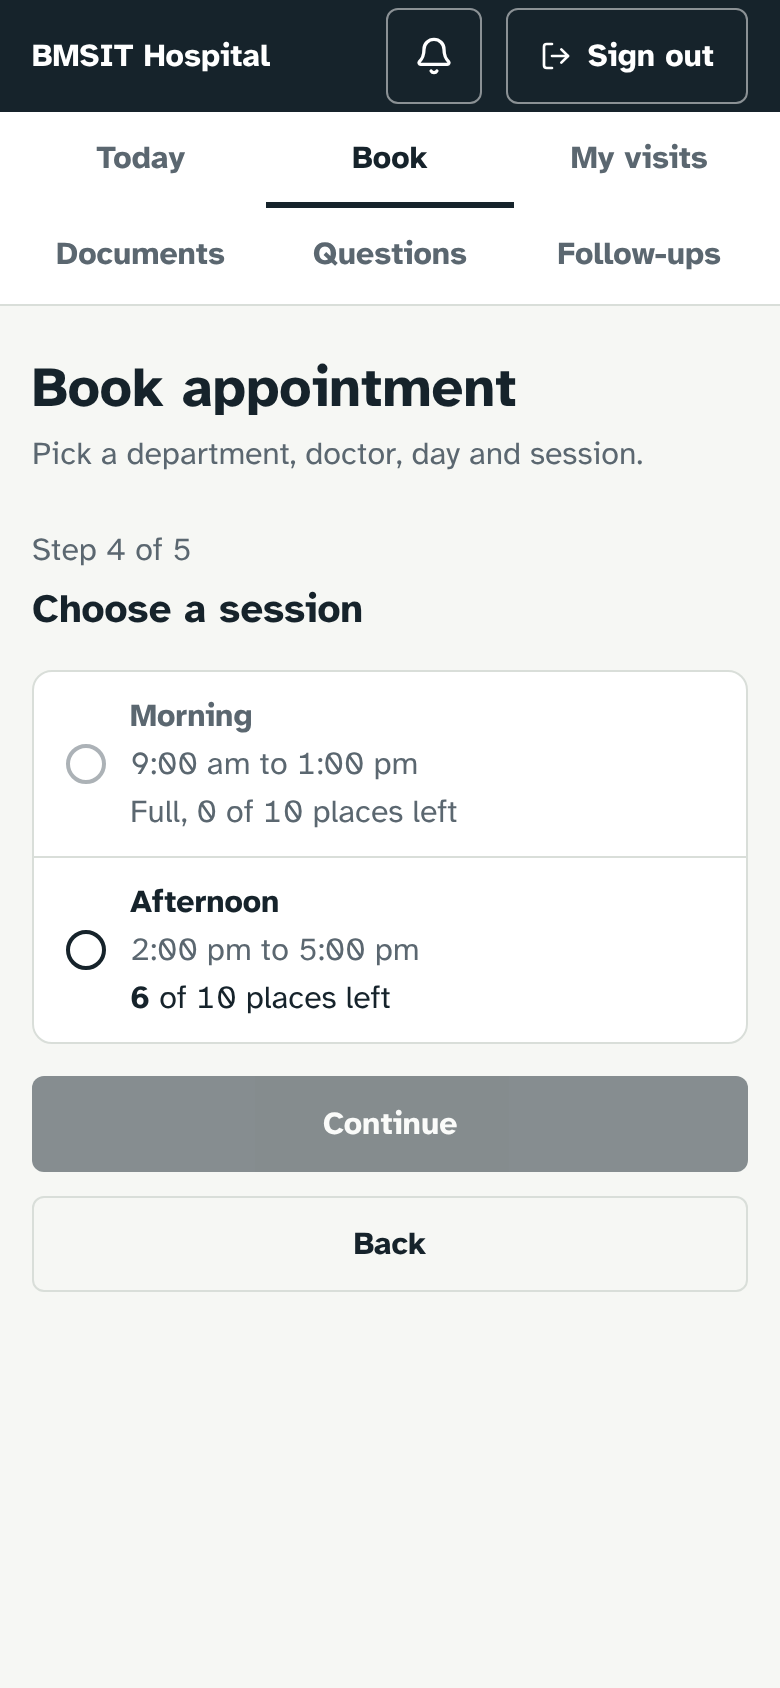 BMSIT Hospital
Sign out
Today
Book
My visits
Documents
Questions
Follow-ups
Book appointment
Pick a department, doctor, day and session.
Step 4 of 5
Choose a session
Morning
9:00 am to 1:00 pm
Full, 0 of 10 places left
Afternoon
2:00 pm to 5:00 pm
6 of 10 places left
Continue
Back